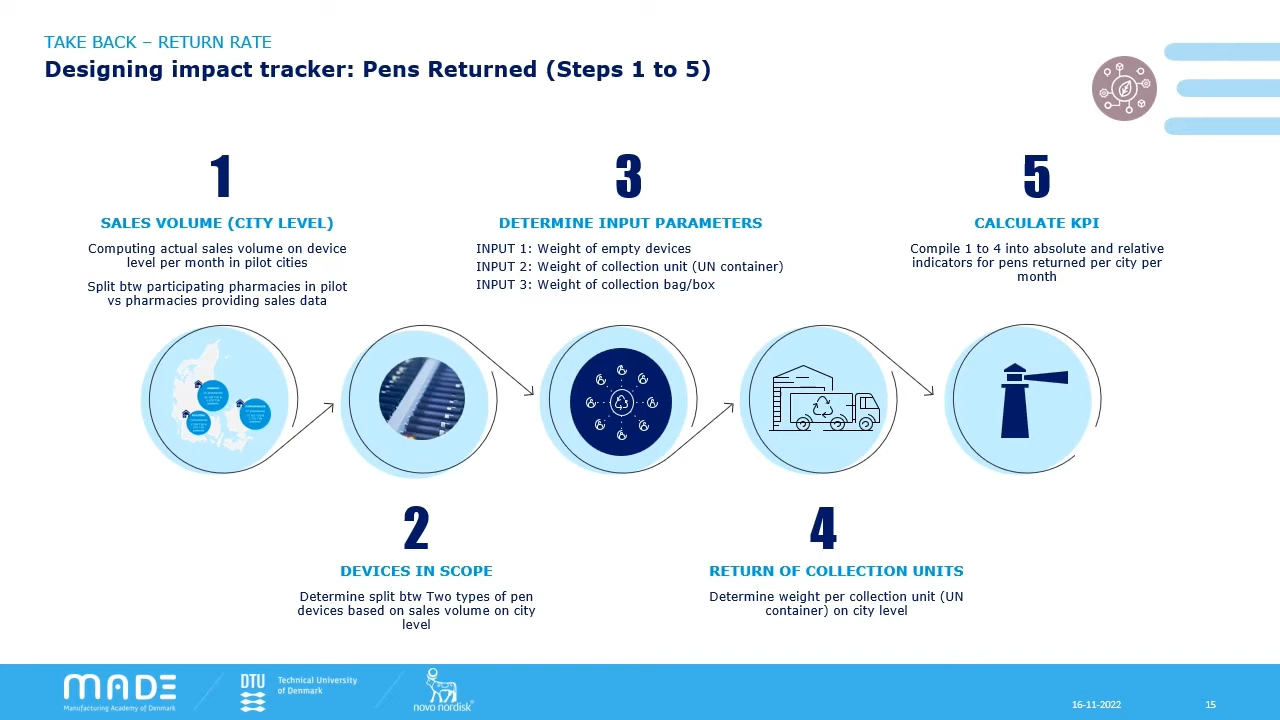 TAKE BACK – RETURN RATE
Designing impact tracker: Pens Returned (Steps 1 to 5)
1
SALES VOLUME (CITY LEVEL)
Computing actual sales volume on device
level per month in pilot cities
Split btw participating pharmacies in pilot
vs pharmacies providing sales data
3
DETERMINE INPUT PARAMETERS
INPUT 1: Weight of empty devices
INPUT 2: Weight of collection unit (UN container)
INPUT 3: Weight of collection bag/box
5
CALCULATE KPI
Compile 1 to 4 into absolute and relative
indicators for pens returned per city per
month
2
DEVICES IN SCOPE
Determine split btw Two types of pen
devices based on sales volume on city
level
4
RETURN OF COLLECTION UNITS
Determine weight per collection unit (UN
container) on city level
MADE
Manufacturing Academy of Denmark
DTU
Technical University
of Denmark
novo nordisk®
16-11-2022
15